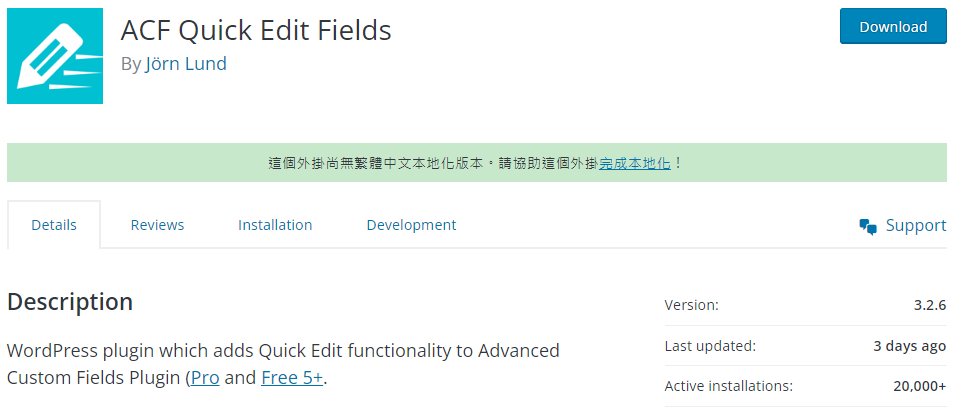 ACF Quick Edit Fields
By Jörn Lund
Download
這個外掛尚無繁體中文本地化版本。請協助這個外掛完成本地化！
Details
Reviews
Installation
Development
Support
Description
WordPress plugin which adds Quick Edit functionality to Advanced
Custom Fields Plugin (Pro and Free 5+.
Version: 3.2.6
Last updated: 3 days ago
Active installations: 20,000+